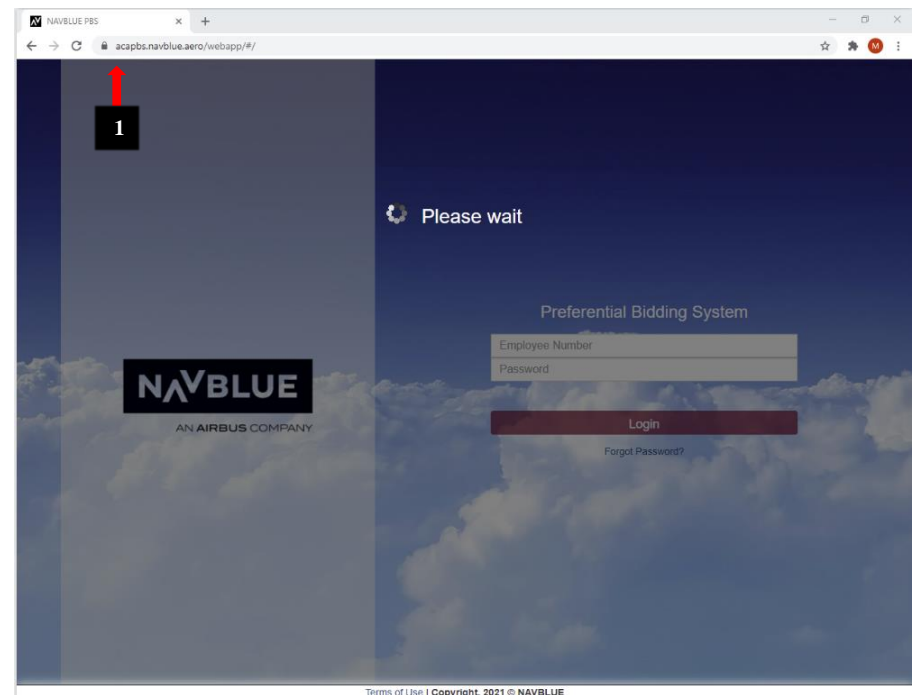 NAVBLUE PBS
acapbs.navblue.aero/webapp/#/
M
1
Please wait
Preferential Bidding System
Employee Number
Password
NAVBLUE
AN AIRBUS COMPANY
Login
Forgot Password?
Terms of Use | Copyright, 2021 © NAVBLUE